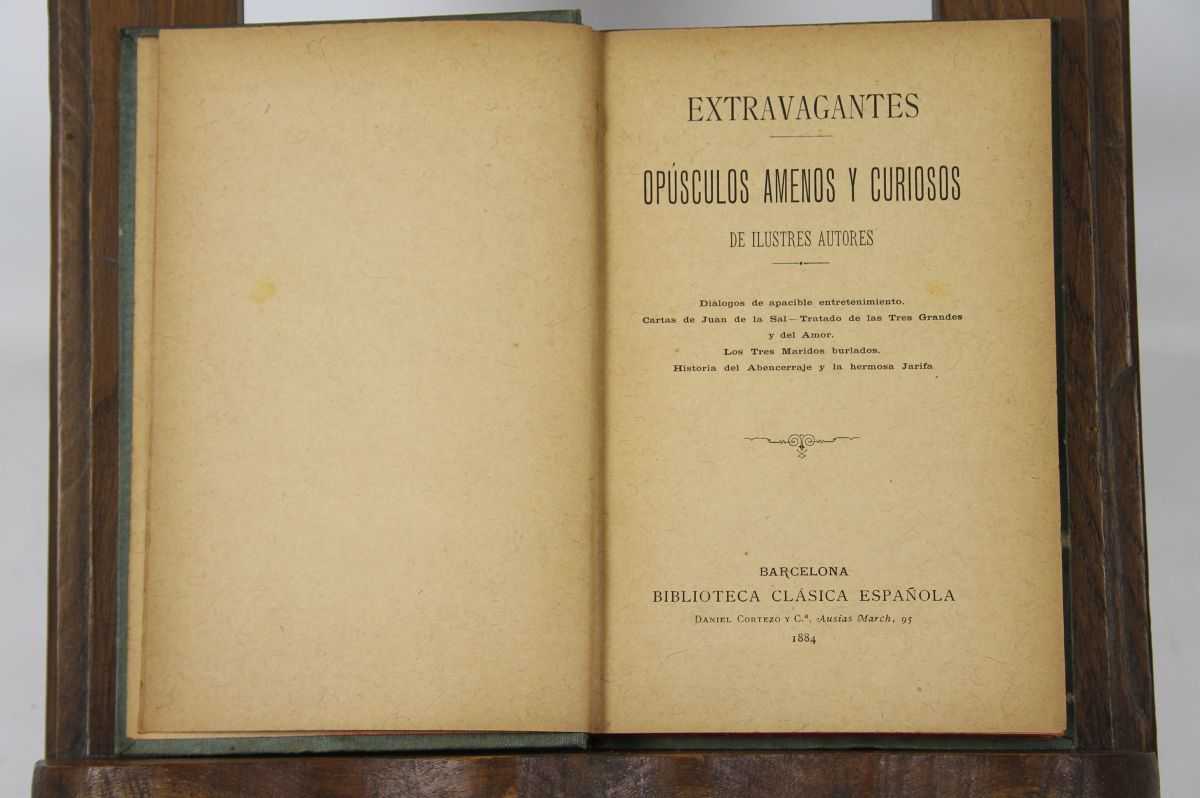 EXTRAVAGANTES
OPÚSCULOS AMENOS Y CURIOSOS
DE ILUSTRES AUTORES
Diálogos de apacible entretenimiento.
Cartas de Juan de la Sal—Tratado de las Tres Grandes
y del Amor.
Los Tres Maridos burlados.
Historia del Abencerraje y la hermosa Jarifa
BARCELONA
BIBLIOTECA CLÁSICA ESPAÑOLA
DANIEL CORTEZO Y C.ª, Ausias March, 95
1884